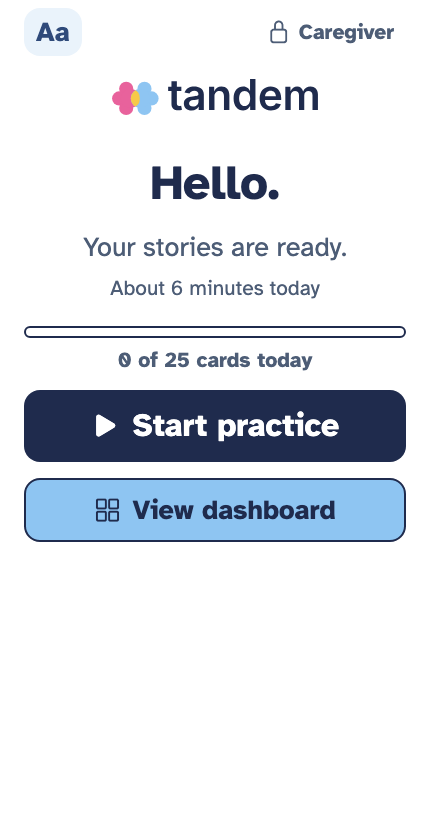 Aa
Caregiver
tandem
Hello.
Your stories are ready.
About 6 minutes today
0 of 25 cards today
Start practice
View dashboard